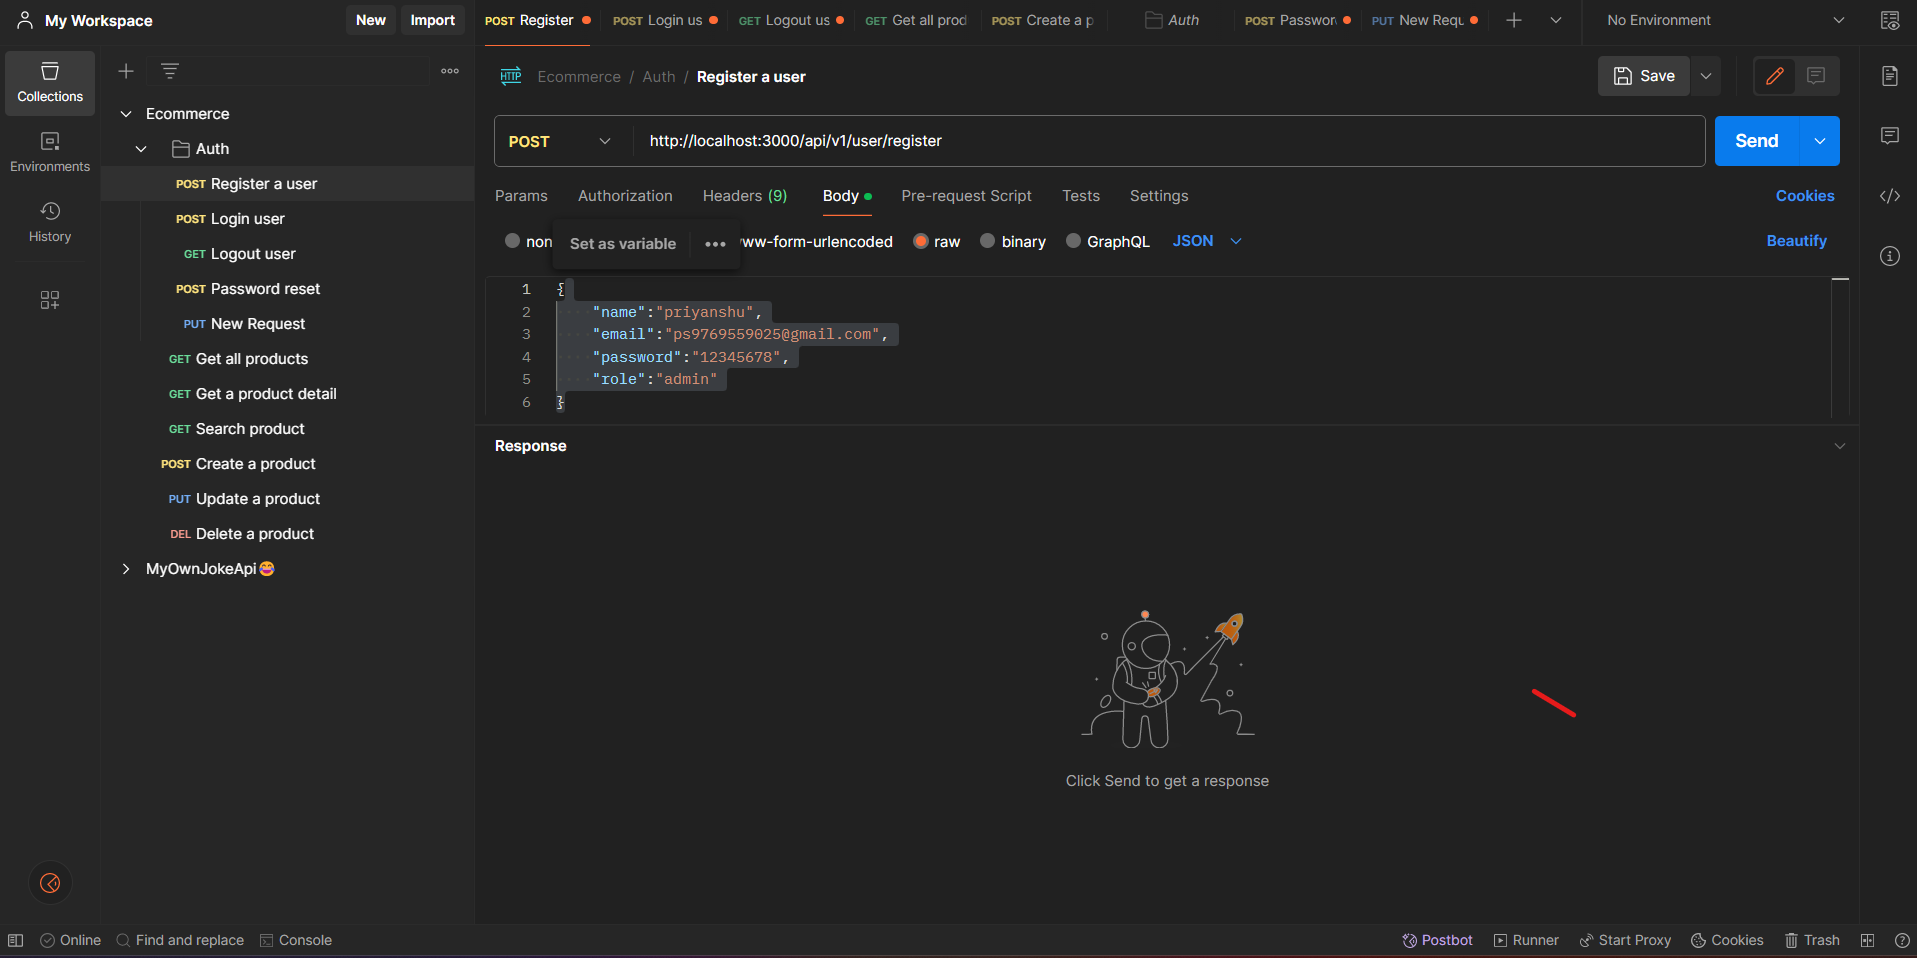 My Workspace
New
Import
POST Register
POST Login us
GET Logout us
GET Get all prod
POST Create a p
Auth
POST Passwor
PUT New Requ
No Environment
Collections
Environments
History
Ecommerce
Auth
POST Register a user
POST Login user
GET Logout user
POST Password reset
PUT New Request
GET Get all products
GET Get a product detail
GET Search product
POST Create a product
PUT Update a product
DEL Delete a product
MyOwnJokeApi😂
HTTP Ecommerce / Auth / Register a user
Save
POST
http://localhost:3000/api/v1/user/register
Send
Params
Authorization
Headers (9)
Body
Pre-request Script
Tests
Settings
Cookies
non
Set as variable
ww-form-urlencoded
raw
binary
GraphQL
JSON
Beautify
1 {
2 "name":"priyanshu",
3 "email":"ps9769559025@gmail.com",
4 "password":"12345678",
5 "role":"admin"
6 }
Response
Click Send to get a response
Online
Find and replace
Console
Postbot
Runner
Start Proxy
Cookies
Trash